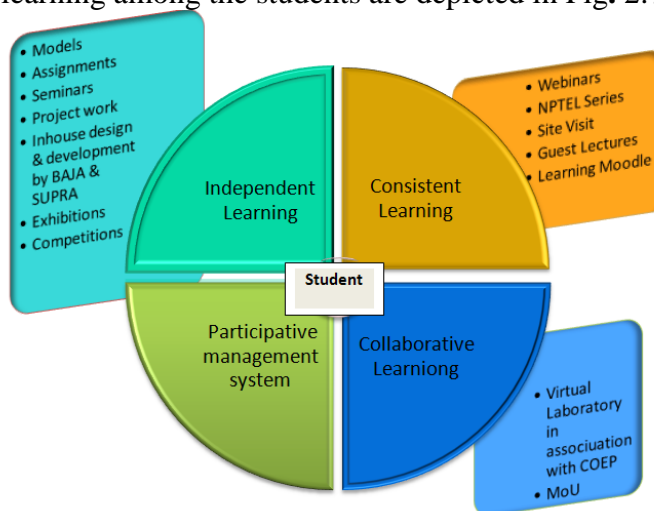 learning among the students are depicted in Fig. 2.
• Models
• Assignments
• Seminars
• Project work
• Inhouse design
& development
by BAJA &
SUPRA
• Exhibitions
• Competitions
Independent
Learning
Consistent
Learning
• Webinars
• NPTEL Series
• Site Visit
• Guest Lectures
• Learning Moodle
Student
Participative
management
system
Collaborative
Learniong
• Virtual
Laboratory
in
associuation
with COEP
• MoU